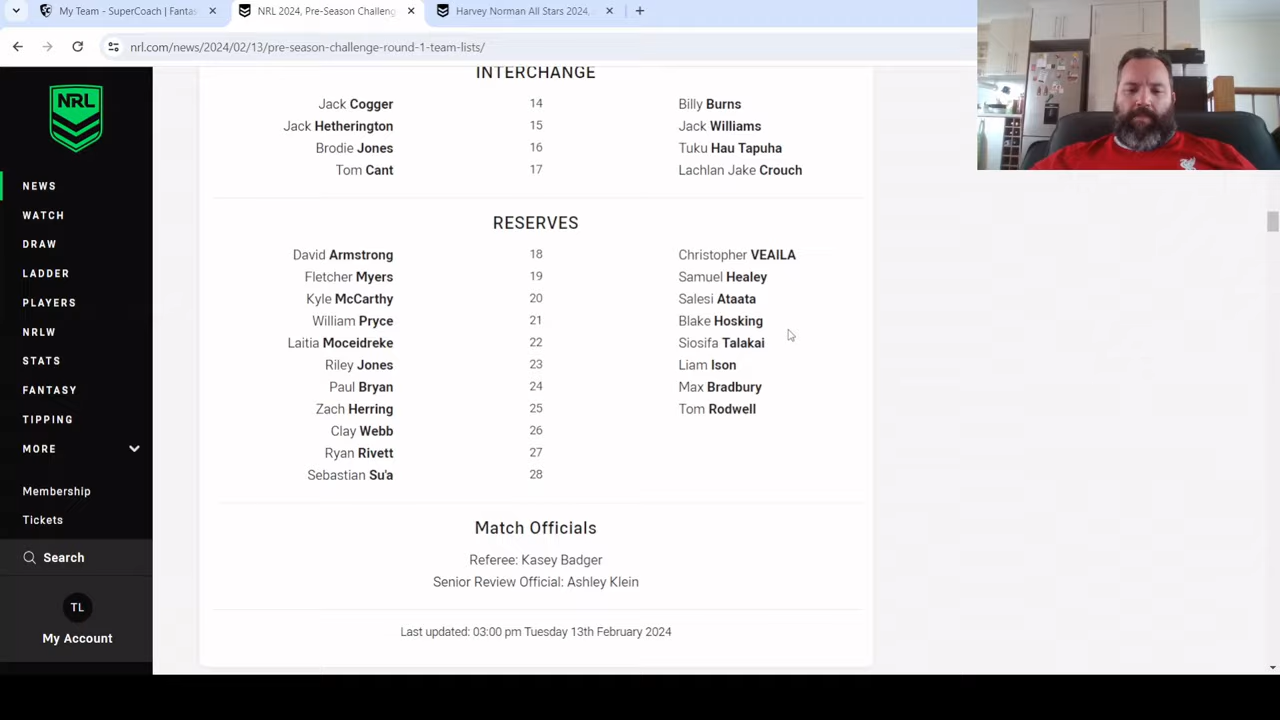 My Team - SuperCoach | Fantas
NRL 2024, Pre-Season Challeng
Harvey Norman All Stars 2024,
nrl.com/news/2024/02/13/pre-season-challenge-round-1-team-lists/
NRL
NEWS
WATCH
DRAW
LADDER
PLAYERS
NRLW
STATS
FANTASY
TIPPING
MORE
Membership
Tickets
Search
TL
My Account
INTERCHANGE
Jack Cogger 14 Billy Burns
Jack Hetherington 15 Jack Williams
Brodie Jones 16 Tuku Hau Tapuha
Tom Cant 17 Lachlan Jake Crouch
RESERVES
David Armstrong 18 Christopher VEAILA
Fletcher Myers 19 Samuel Healey
Kyle McCarthy 20 Salesi Ataata
William Pryce 21 Blake Hosking
Laitia Moceidreke 22 Siosifa Talakai
Riley Jones 23 Liam Ison
Paul Bryan 24 Max Bradbury
Zach Herring 25 Tom Rodwell
Clay Webb 26
Ryan Rivett 27
Sebastian Su'a 28
Match Officials
Referee: Kasey Badger
Senior Review Official: Ashley Klein
Last updated: 03:00 pm Tuesday 13th February 2024